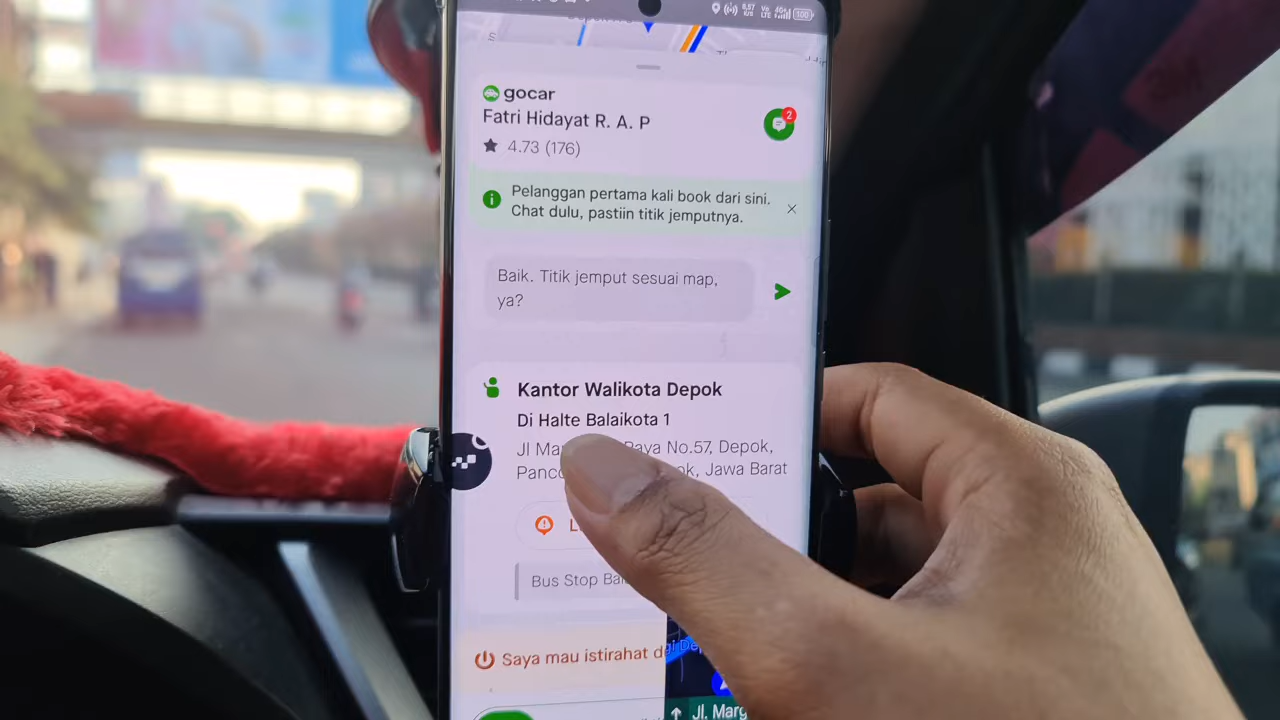 gocar
Fatri Hidayat R. A. P
2
4.73 (176)
Pelanggan pertama kali book dari sini.
Chat dulu, pastiin titik jemputnya.
Baik. Titik jemput sesuai map,
ya?
Kantor Walikota Depok
Di Halte Balaikota 1
Jl Raya No.57, Depok,
Jawa Barat
Bus Stop
Saya mau istirahat
Jl. Marg